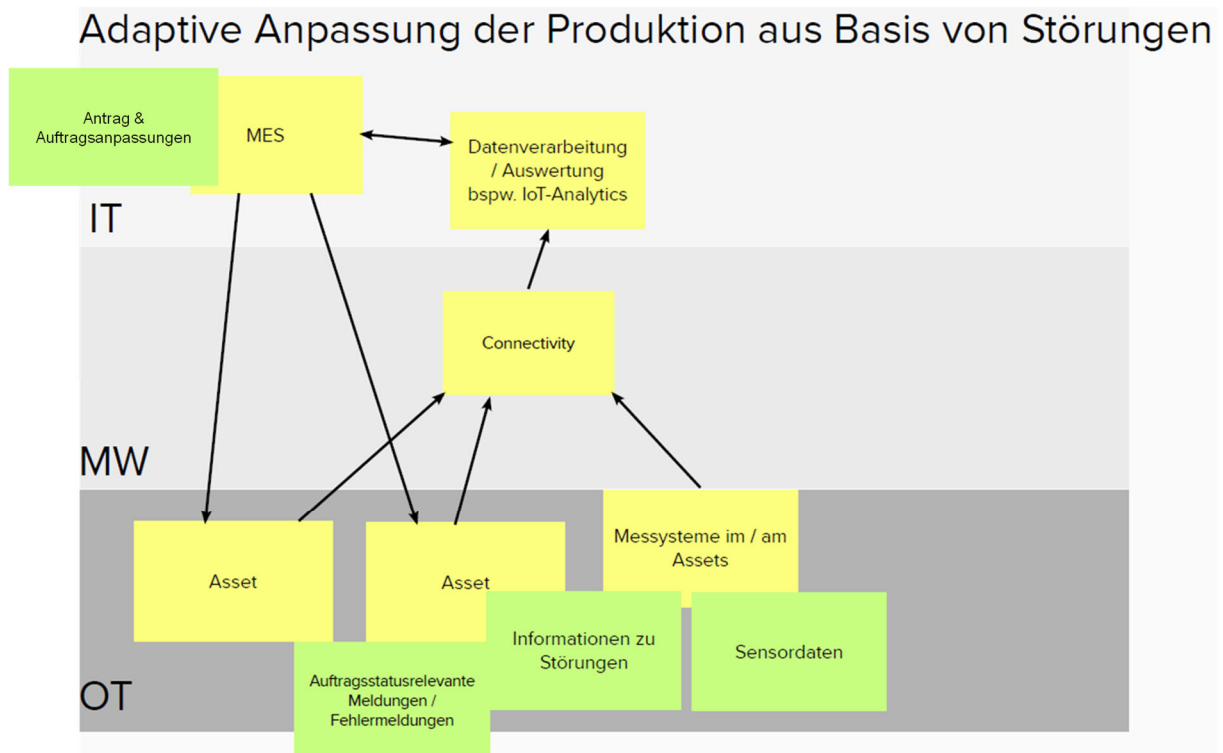 Adaptive Anpassung der Produktion aus Basis von Störungen
Antrag &
Auftragsanpassungen
MES
Datenverarbeitung
/ Auswertung
bspw. IoT-Analytics
IT
Connectivity
MW
Asset
Asset
Messysteme im / am
Assets
Informationen zu
Störungen
Sensordaten
Auftragsstatusrelevante
Meldungen /
Fehlermeldungen
OT